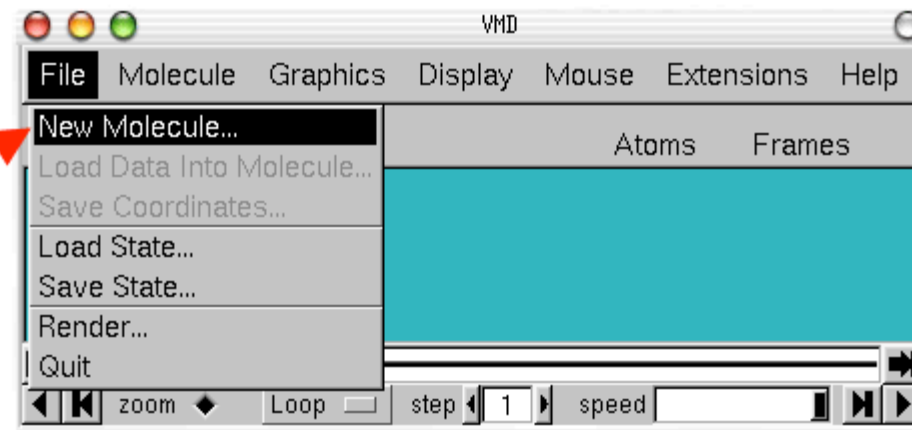 VMD
File Molecule Graphics Display Mouse Extensions Help
New Molecule...
Atoms Frames
Load Data Into Molecule...
Save Coordinates...
Load State...
Save State...
Render...
Quit
zoom Loop step 1 speed